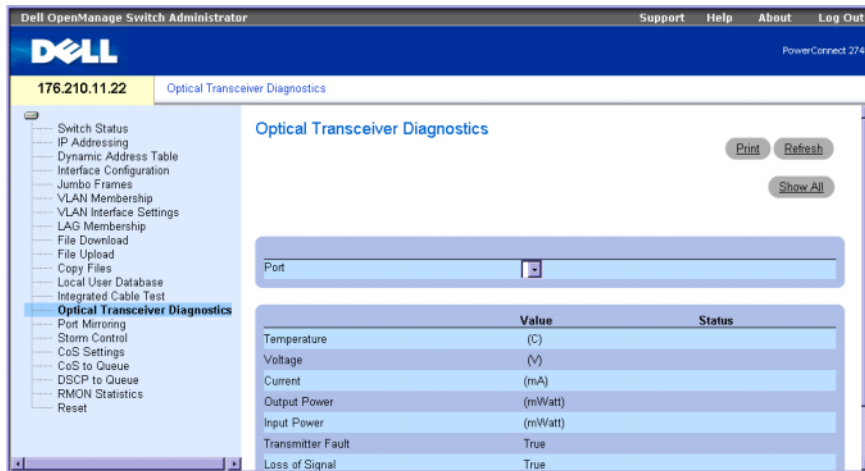 Dell OpenManage Switch Administrator
Support Help About Log Out
DELL
PowerConnect 274
176.210.11.22
Optical Transceiver Diagnostics
Switch Status
IP Addressing
Dynamic Address Table
Interface Configuration
Jumbo Frames
VLAN Membership
VLAN Interface Settings
LAG Membership
File Download
File Upload
Copy Files
Local User Database
Integrated Cable Test
Optical Transceiver Diagnostics
Port Mirroring
Storm Control
CoS Settings
CoS to Queue
DSCP to Queue
RMON Statistics
Reset
Optical Transceiver Diagnostics
Print Refresh
Show All
Port
Value Status
Temperature (C)
Voltage (V)
Current (mA)
Output Power (mWatt)
Input Power (mWatt)
Transmitter Fault True
Loss of Signal True